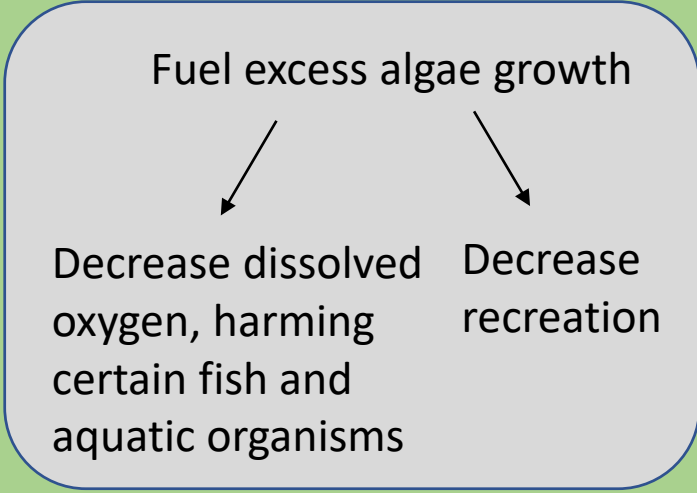 Fuel excess algae growth
Decrease dissolved
oxygen, harming
certain fish and
aquatic organisms
Decrease
recreation